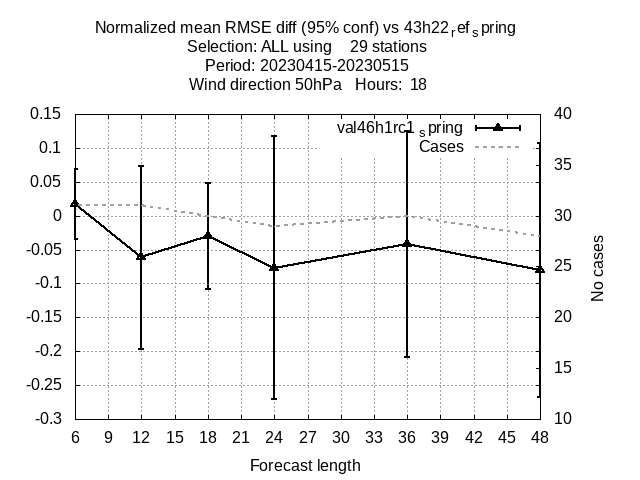 Normalized mean RMSE diff (95% conf) vs 43h22refspring
Selection: ALL using    29 stations
Period: 20230415-20230515
Wind direction 50hPa   Hours:  18
0.15
0.1
0.05
0
-0.05
-0.1
-0.15
-0.2
-0.25
-0.3
val46h1rc1spring
Cases
40
35
30
25
20
15
10
No cases
6 9 12 15 18 21 24 27 30 33 36 39 42 45 48
Forecast length